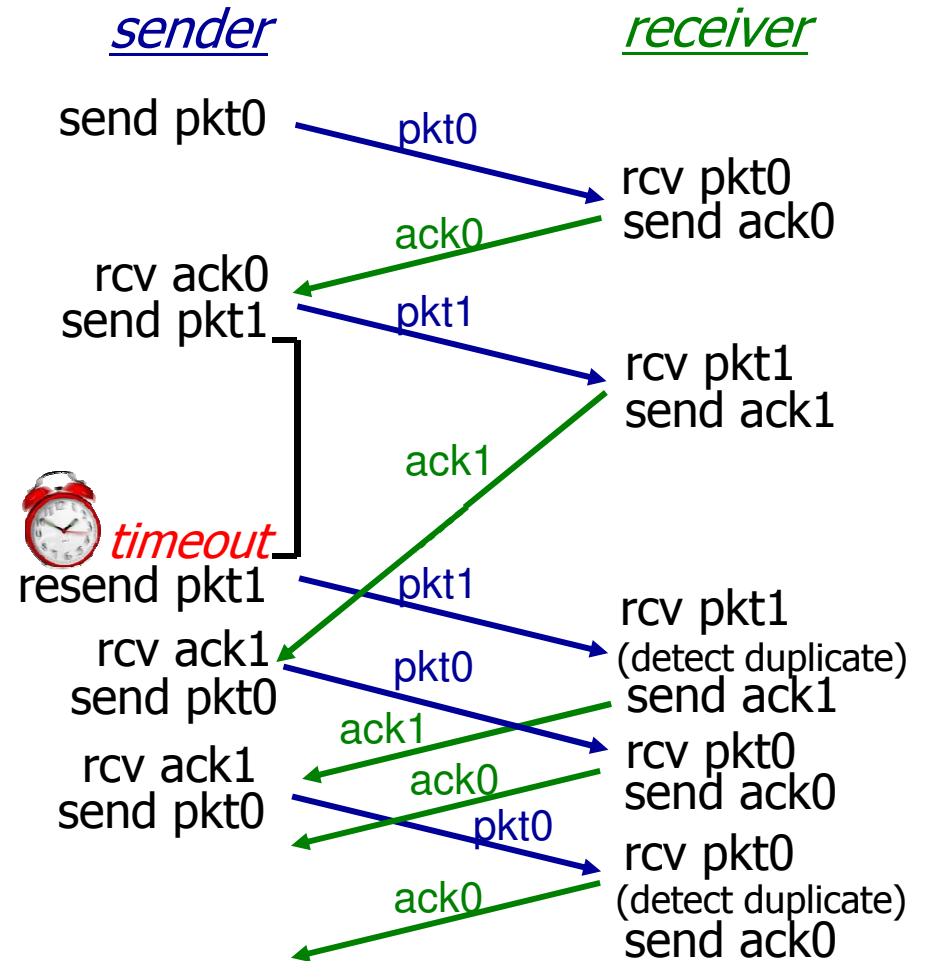 sender
receiver
send pkt0
pkt0
rcv pkt0
send ack0
ack0
rcv ack0
send pkt1
pkt1
rcv pkt1
send ack1
ack1
timeout
resend pkt1
pkt1
rcv pkt1
(detect duplicate)
send ack1
rcv ack1
send pkt0
pkt0
ack1
rcv pkt0
send ack0
rcv ack1
send pkt0
ack0
pkt0
rcv pkt0
(detect duplicate)
send ack0
ack0